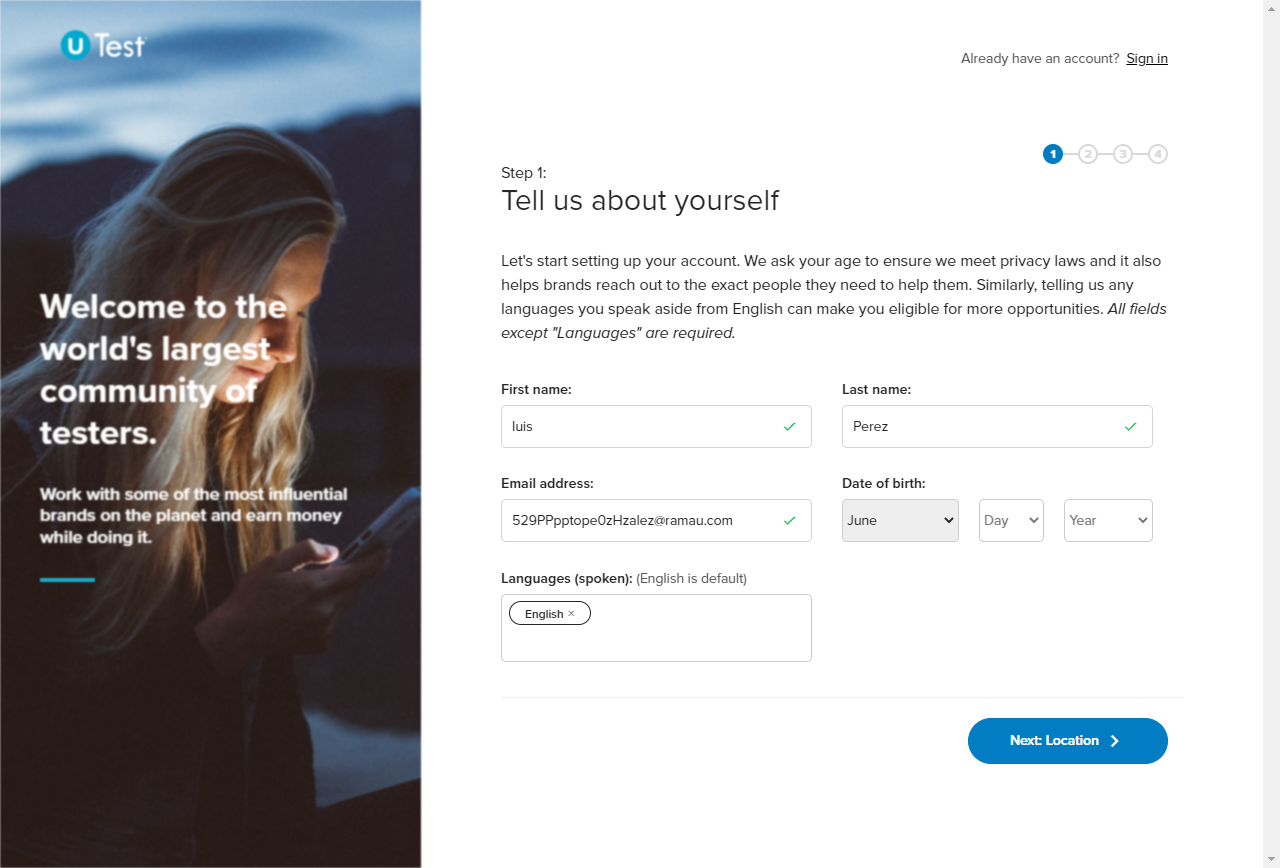 U Test
Already have an account? Sign in
1 2 3 4
Step 1:
Tell us about yourself
Let's start setting up your account. We ask your age to ensure we meet privacy laws and it also
helps brands reach out to the exact people they need to help them. Similarly, telling us any
languages you speak aside from English can make you eligible for more opportunities. All fields
except "Languages" are required.
Welcome to the
world's largest
community of
testers.
Work with some of the most influential
brands on the planet and earn money
while doing it.
First name:
Last name:
luis
Perez
Email address:
Date of birth:
529PPpptope0zHzalez@ramau.com
June
Day
Year
Languages (spoken): (English is default)
English ×
Next: Location